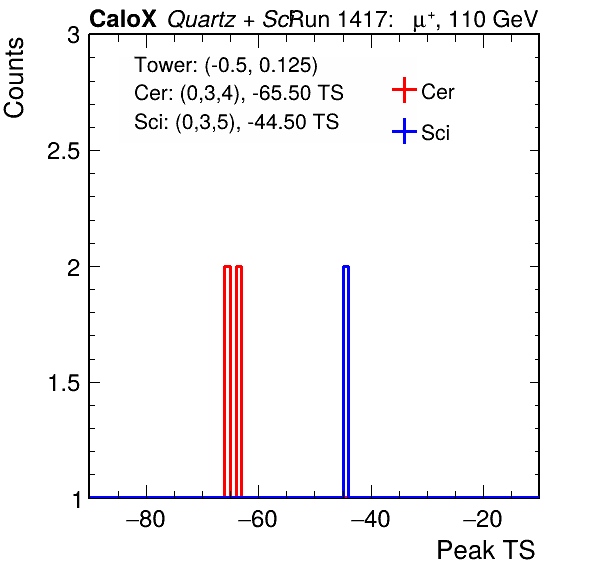 CaloX Quartz + Sci Run 1417: μ⁺, 110 GeV
Counts
Tower: (-0.5, 0.125)
Cer: (0,3,4), -65.50 TS
Sci: (0,3,5), -44.50 TS
Cer
Sci
3
2.5
2
1.5
1
−80 −60 −40 −20
Peak TS